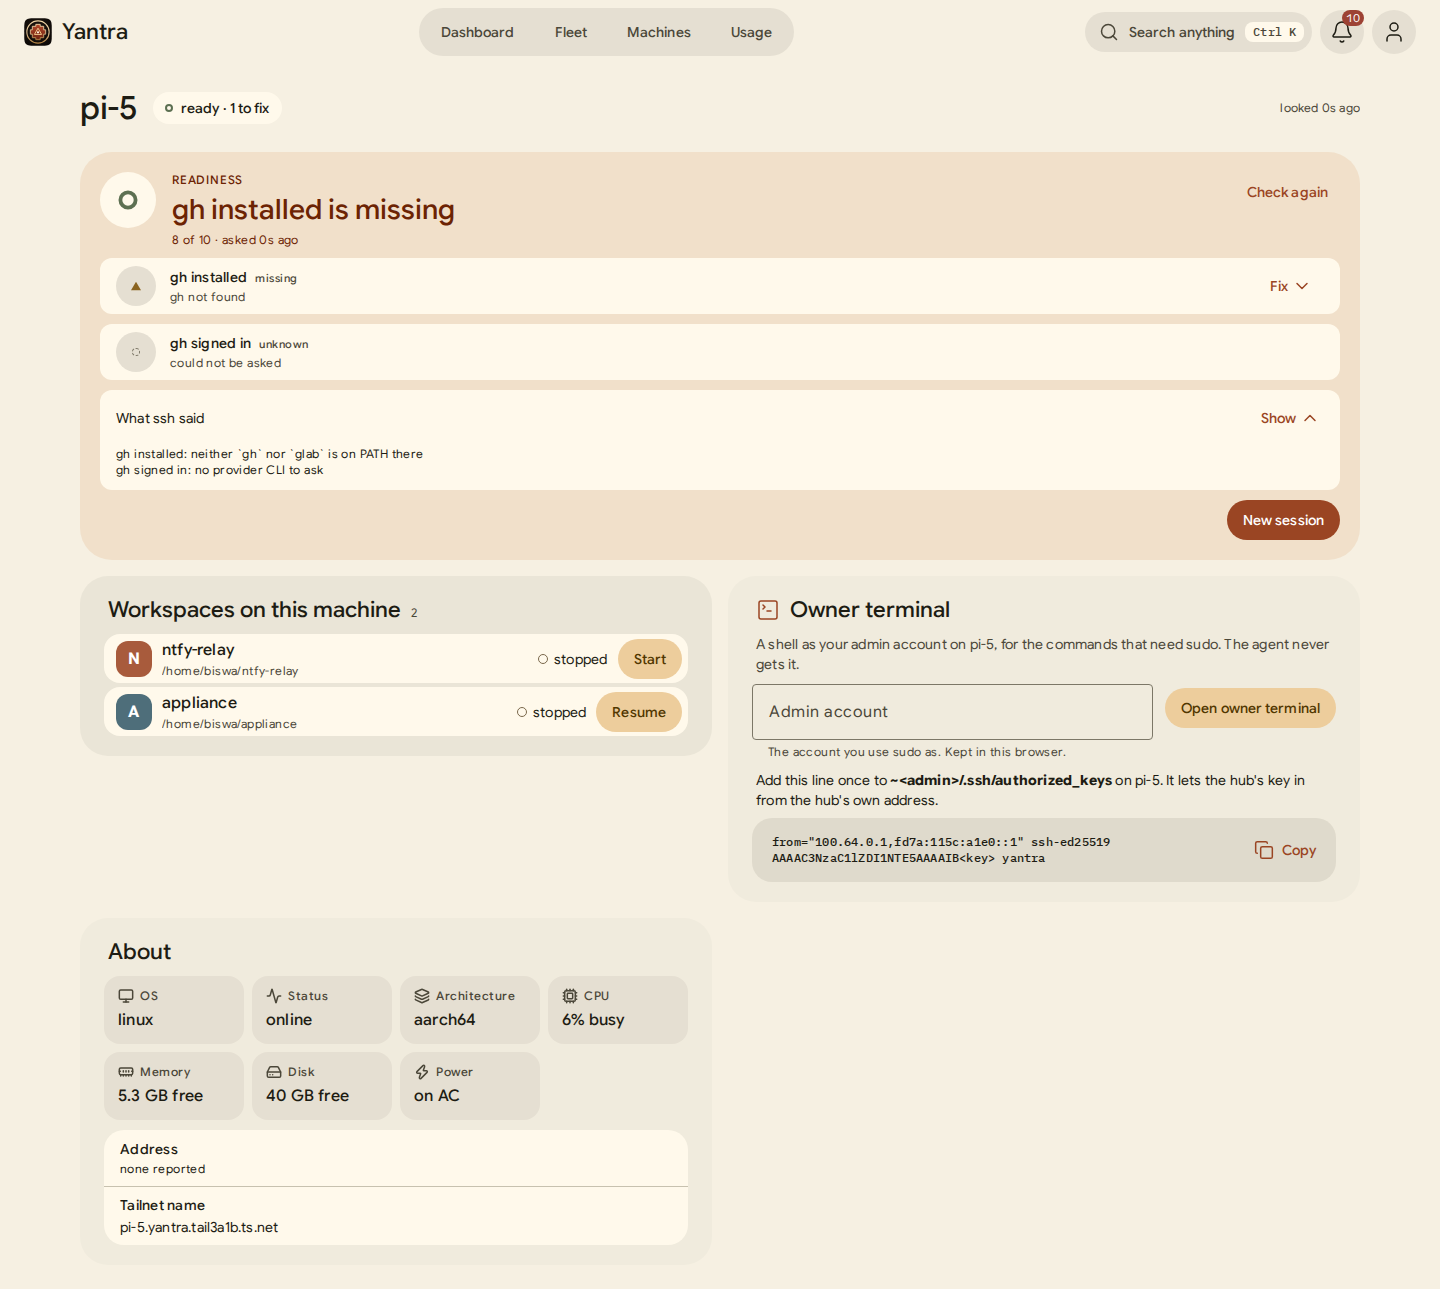 Yantra
Dashboard Fleet Machines Usage
Search anything Ctrl K
10
pi-5
ready · 1 to fix
looked 0s ago
READINESS
gh installed is missing
8 of 10 · asked 0s ago
Check again
gh installed missing
gh not found
Fix
gh signed in unknown
could not be asked
What ssh said
Show
gh installed: neither `gh` nor `glab` is on PATH there
gh signed in: no provider CLI to ask
New session
Workspaces on this machine 2
N
ntfy-relay
/home/biswa/ntfy-relay
stopped
Start
A
appliance
/home/biswa/appliance
stopped
Resume
Owner terminal
A shell as your admin account on pi-5, for the commands that need sudo. The agent never
gets it.
Admin account
Open owner terminal
The account you use sudo as. Kept in this browser.
Add this line once to ~<admin>/.ssh/authorized_keys on pi-5. It lets the hub's key in
from the hub's own address.
from="100.64.0.1,fd7a:115c:a1e0::1" ssh-ed25519
AAAAC3NzaC1lZDI1NTE5AAAAIB<key> yantra
Copy
About
OS
linux
Status
online
Architecture
aarch64
CPU
6% busy
Memory
5.3 GB free
Disk
40 GB free
Power
on AC
Address
none reported
Tailnet name
pi-5.yantra.tail3a1b.ts.net